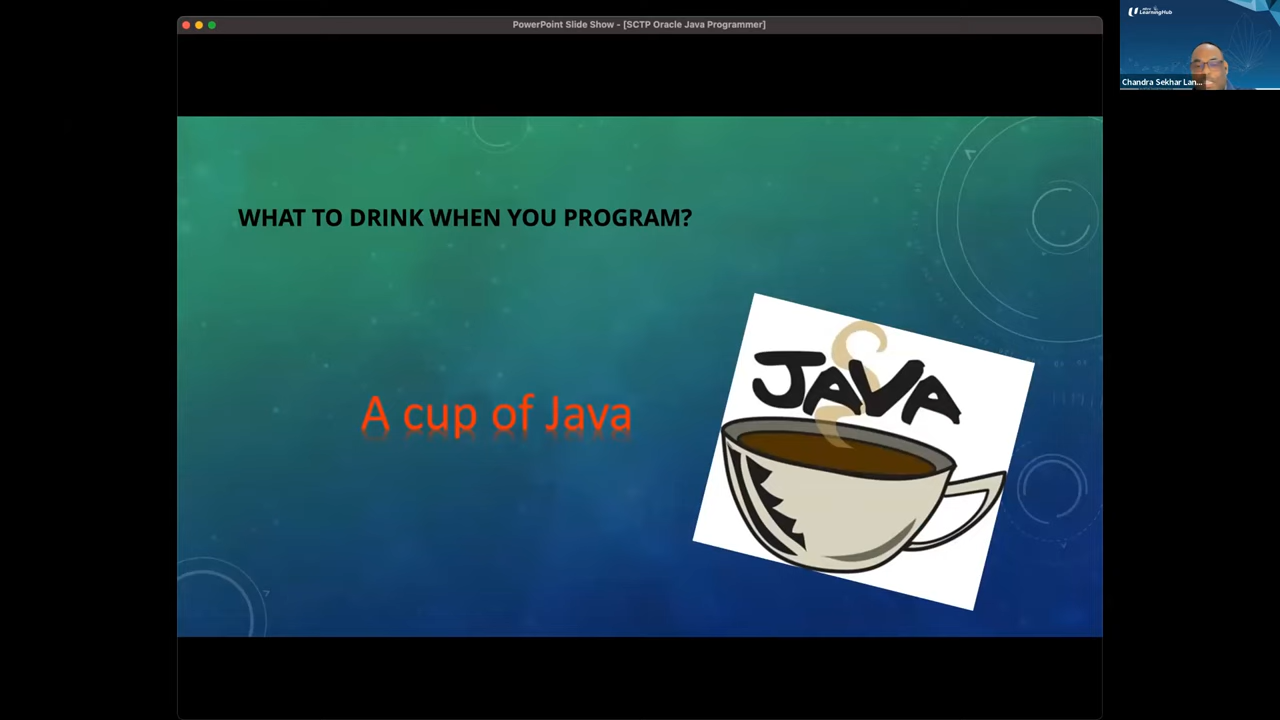 PowerPoint Slide Show - [SCTP Oracle Java Programmer]
LearningHub
Chandra Sekhar Lan...
WHAT TO DRINK WHEN YOU PROGRAM?
JAVA
A cup of Java